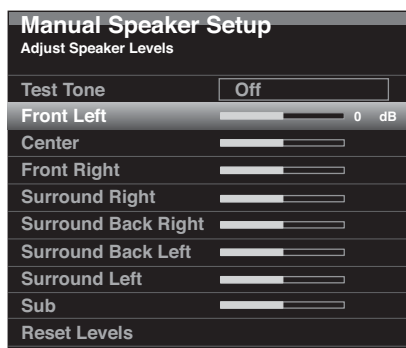 Manual Speaker Setup
Adjust Speaker Levels
Test Tone Off
Front Left 0 dB
Center
Front Right
Surround Right
Surround Back Right
Surround Back Left
Surround Left
Sub
Reset Levels